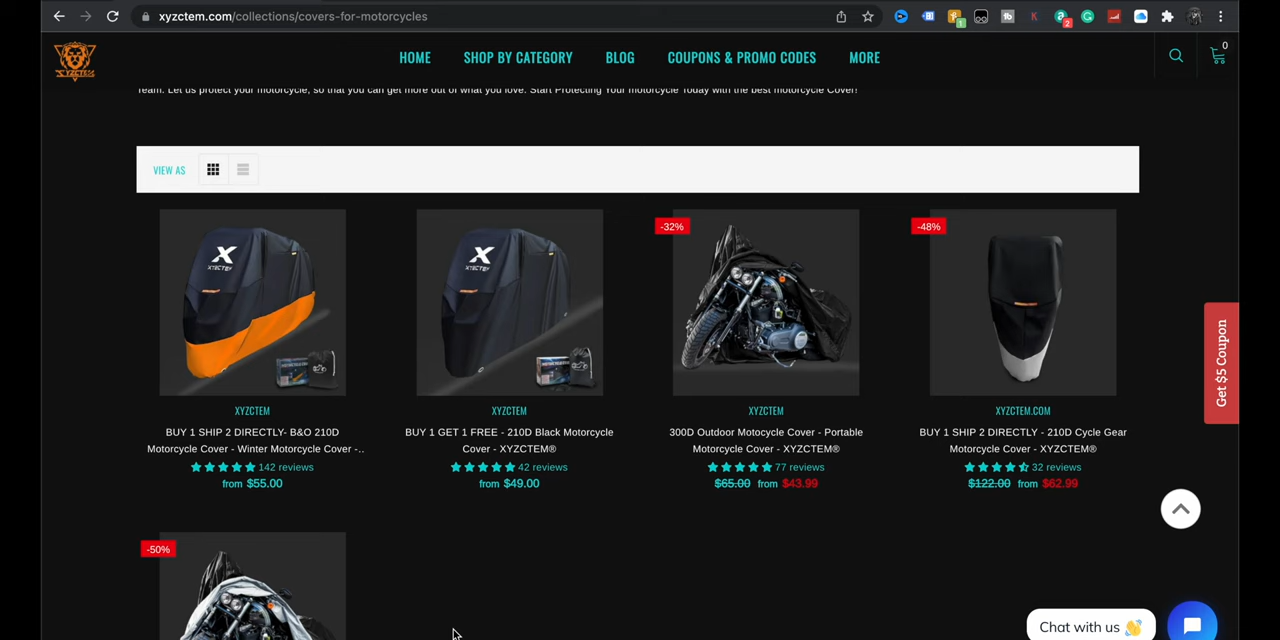 xyzctem.com/collections/covers-for-motorcycles
1
2
XYZCTEM
HOME
SHOP BY CATEGORY
BLOG
COUPONS & PROMO CODES
MORE
0
Team. Let us protect your motorcycle, so that you can get more out of what you love. Start Protecting Your motorcycle Today with the best motorcycle Cover!
VIEW AS
X
XYZCTEM
X
XYZCTEM
-32%
-48%
Get $5 Coupon
XYZCTEM
BUY 1 SHIP 2 DIRECTLY- B&O 210D
Motorcycle Cover - Winter Motorcycle Cover -..
142 reviews
from $55.00
XYZCTEM
BUY 1 GET 1 FREE - 210D Black Motorcycle
Cover - XYZCTEM®
42 reviews
from $49.00
XYZCTEM
300D Outdoor Motocycle Cover - Portable
Motorcycle Cover - XYZCTEM®
77 reviews
$65.00 from $43.99
XYZCTEM.COM
BUY 1 SHIP 2 DIRECTLY - 210D Cycle Gear
Motorcycle Cover - XYZCTEM®
32 reviews
$122.00 from $62.99
-50%
Chat with us 👋